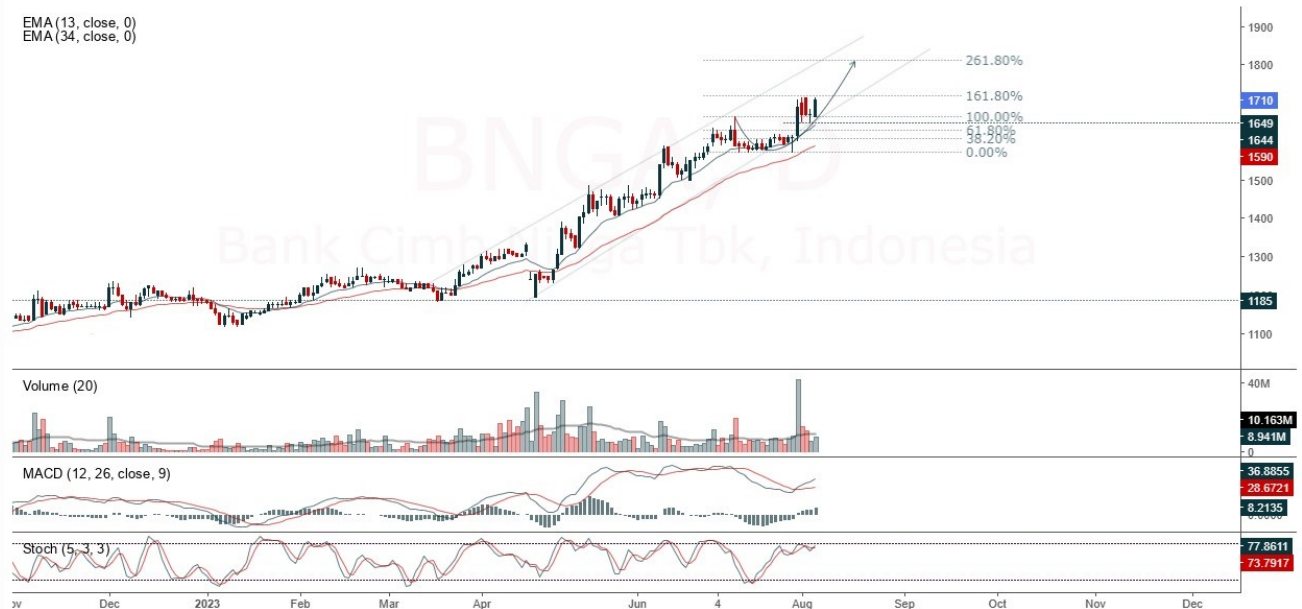 EMA (13, close, 0)
EMA (34, close, 0)
BNGA, D
Bank Cimb Niaga Tbk, Indonesia
261.80%
161.80%
100.00%
61.80%
38.20%
0.00%
1900
1800
1710
1649
1644
1590
1500
1400
1300
1185
1100
Volume (20)
40M
10.163M
8.941M
0
MACD (12, 26, close, 9)
36.8855
28.6721
8.2135
Stoch (5, 3, 3)
77.8611
73.7917
Dec 2023 Feb Mar Apr Jun 4 Aug Sep Oct Nov Dec